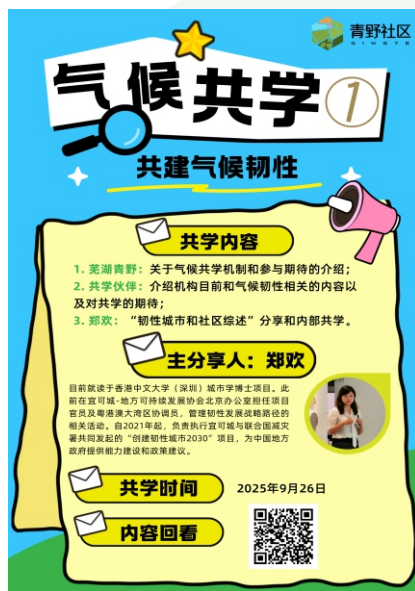 青野社区
QINGYE
气候共学①
共建气候韧性
共学内容
1. 芜湖青野：关于气候共学机制和参与期待的介绍；
2. 共学伙伴：介绍机构目前和气候韧性相关的内容以
及对共学的期待；
3. 郑欢：“韧性城市和社区综述”分享和内部共学。
主分享人：郑欢
目前就读于香港中文大学（深圳）城市学博士项目。此
前在宜可城-地方可持续发展协会北京办公室担任项目
官员及粤港澳大湾区协调员，管理韧性发展战略路径的
相关活动。自2021年起，负责执行宜可城与联合国减灾
署共同发起的“创建韧性城市2030”项目，为中国地方
政府提供能力建设和政策建议。
共学时间
2025年9月26日
内容回看